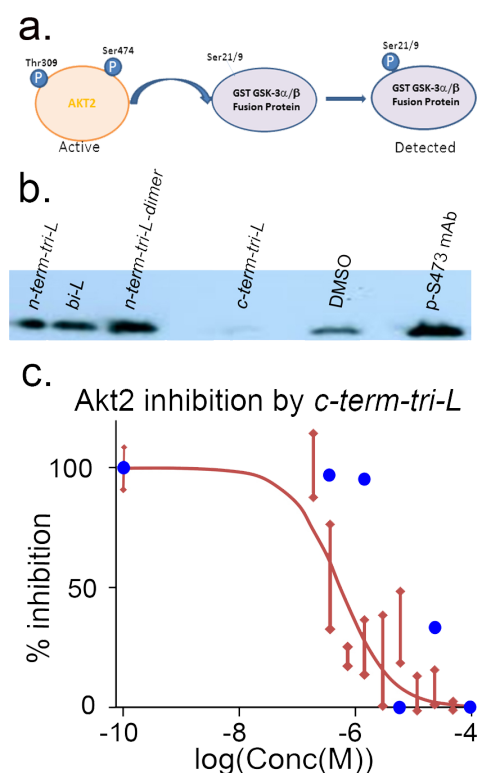 a.
Thr309
P
Ser474
P
AKT2
Active
Ser21/9
GST GSK-3α/β
Fusion Protein
Ser21/9
P
GST GSK-3α/β
Fusion Protein
Detected
b.
n-term-tri-L
bi-L
n-term-tri-L-dimer
c-term-tri-L
DMSO
p-S473 mAb
c.
Akt2 inhibition by c-term-tri-L
% inhibition
100
50
0
-10
-8
-6
-4
log(Conc(M))